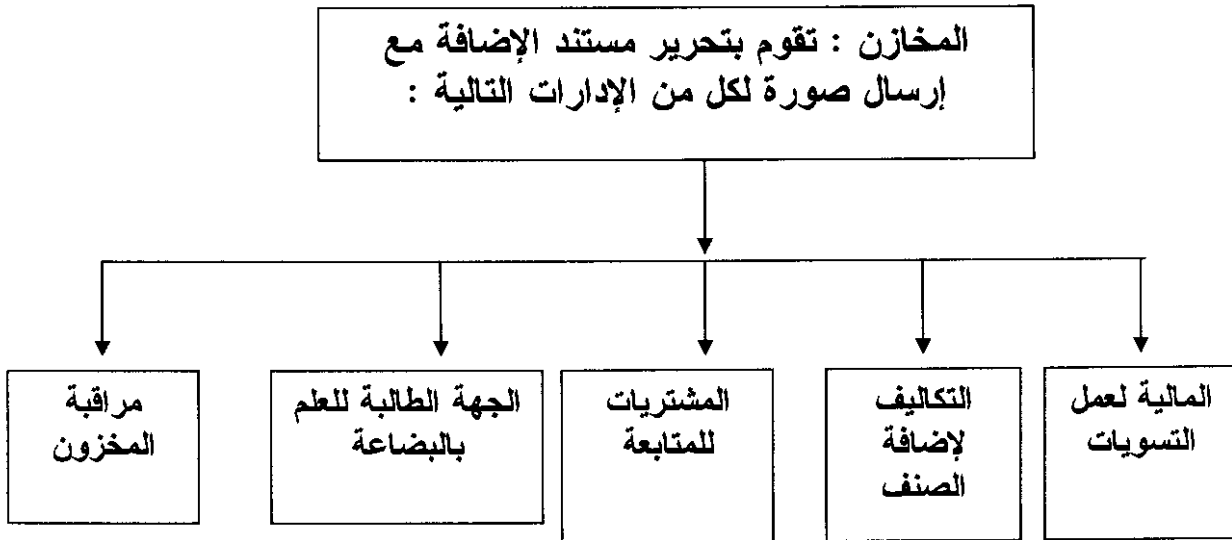 المخازن : تقوم بتحرير مستند الإضافة مع
إرسال صورة لكل من الإدارات التالية :
المالية لعمل
التسويات
التكاليف
لإضافة
الصنف
المشتريات
للمتابعة
الجهة الطالبة للعلم
بالبضاعة
مراقبة
المخزون